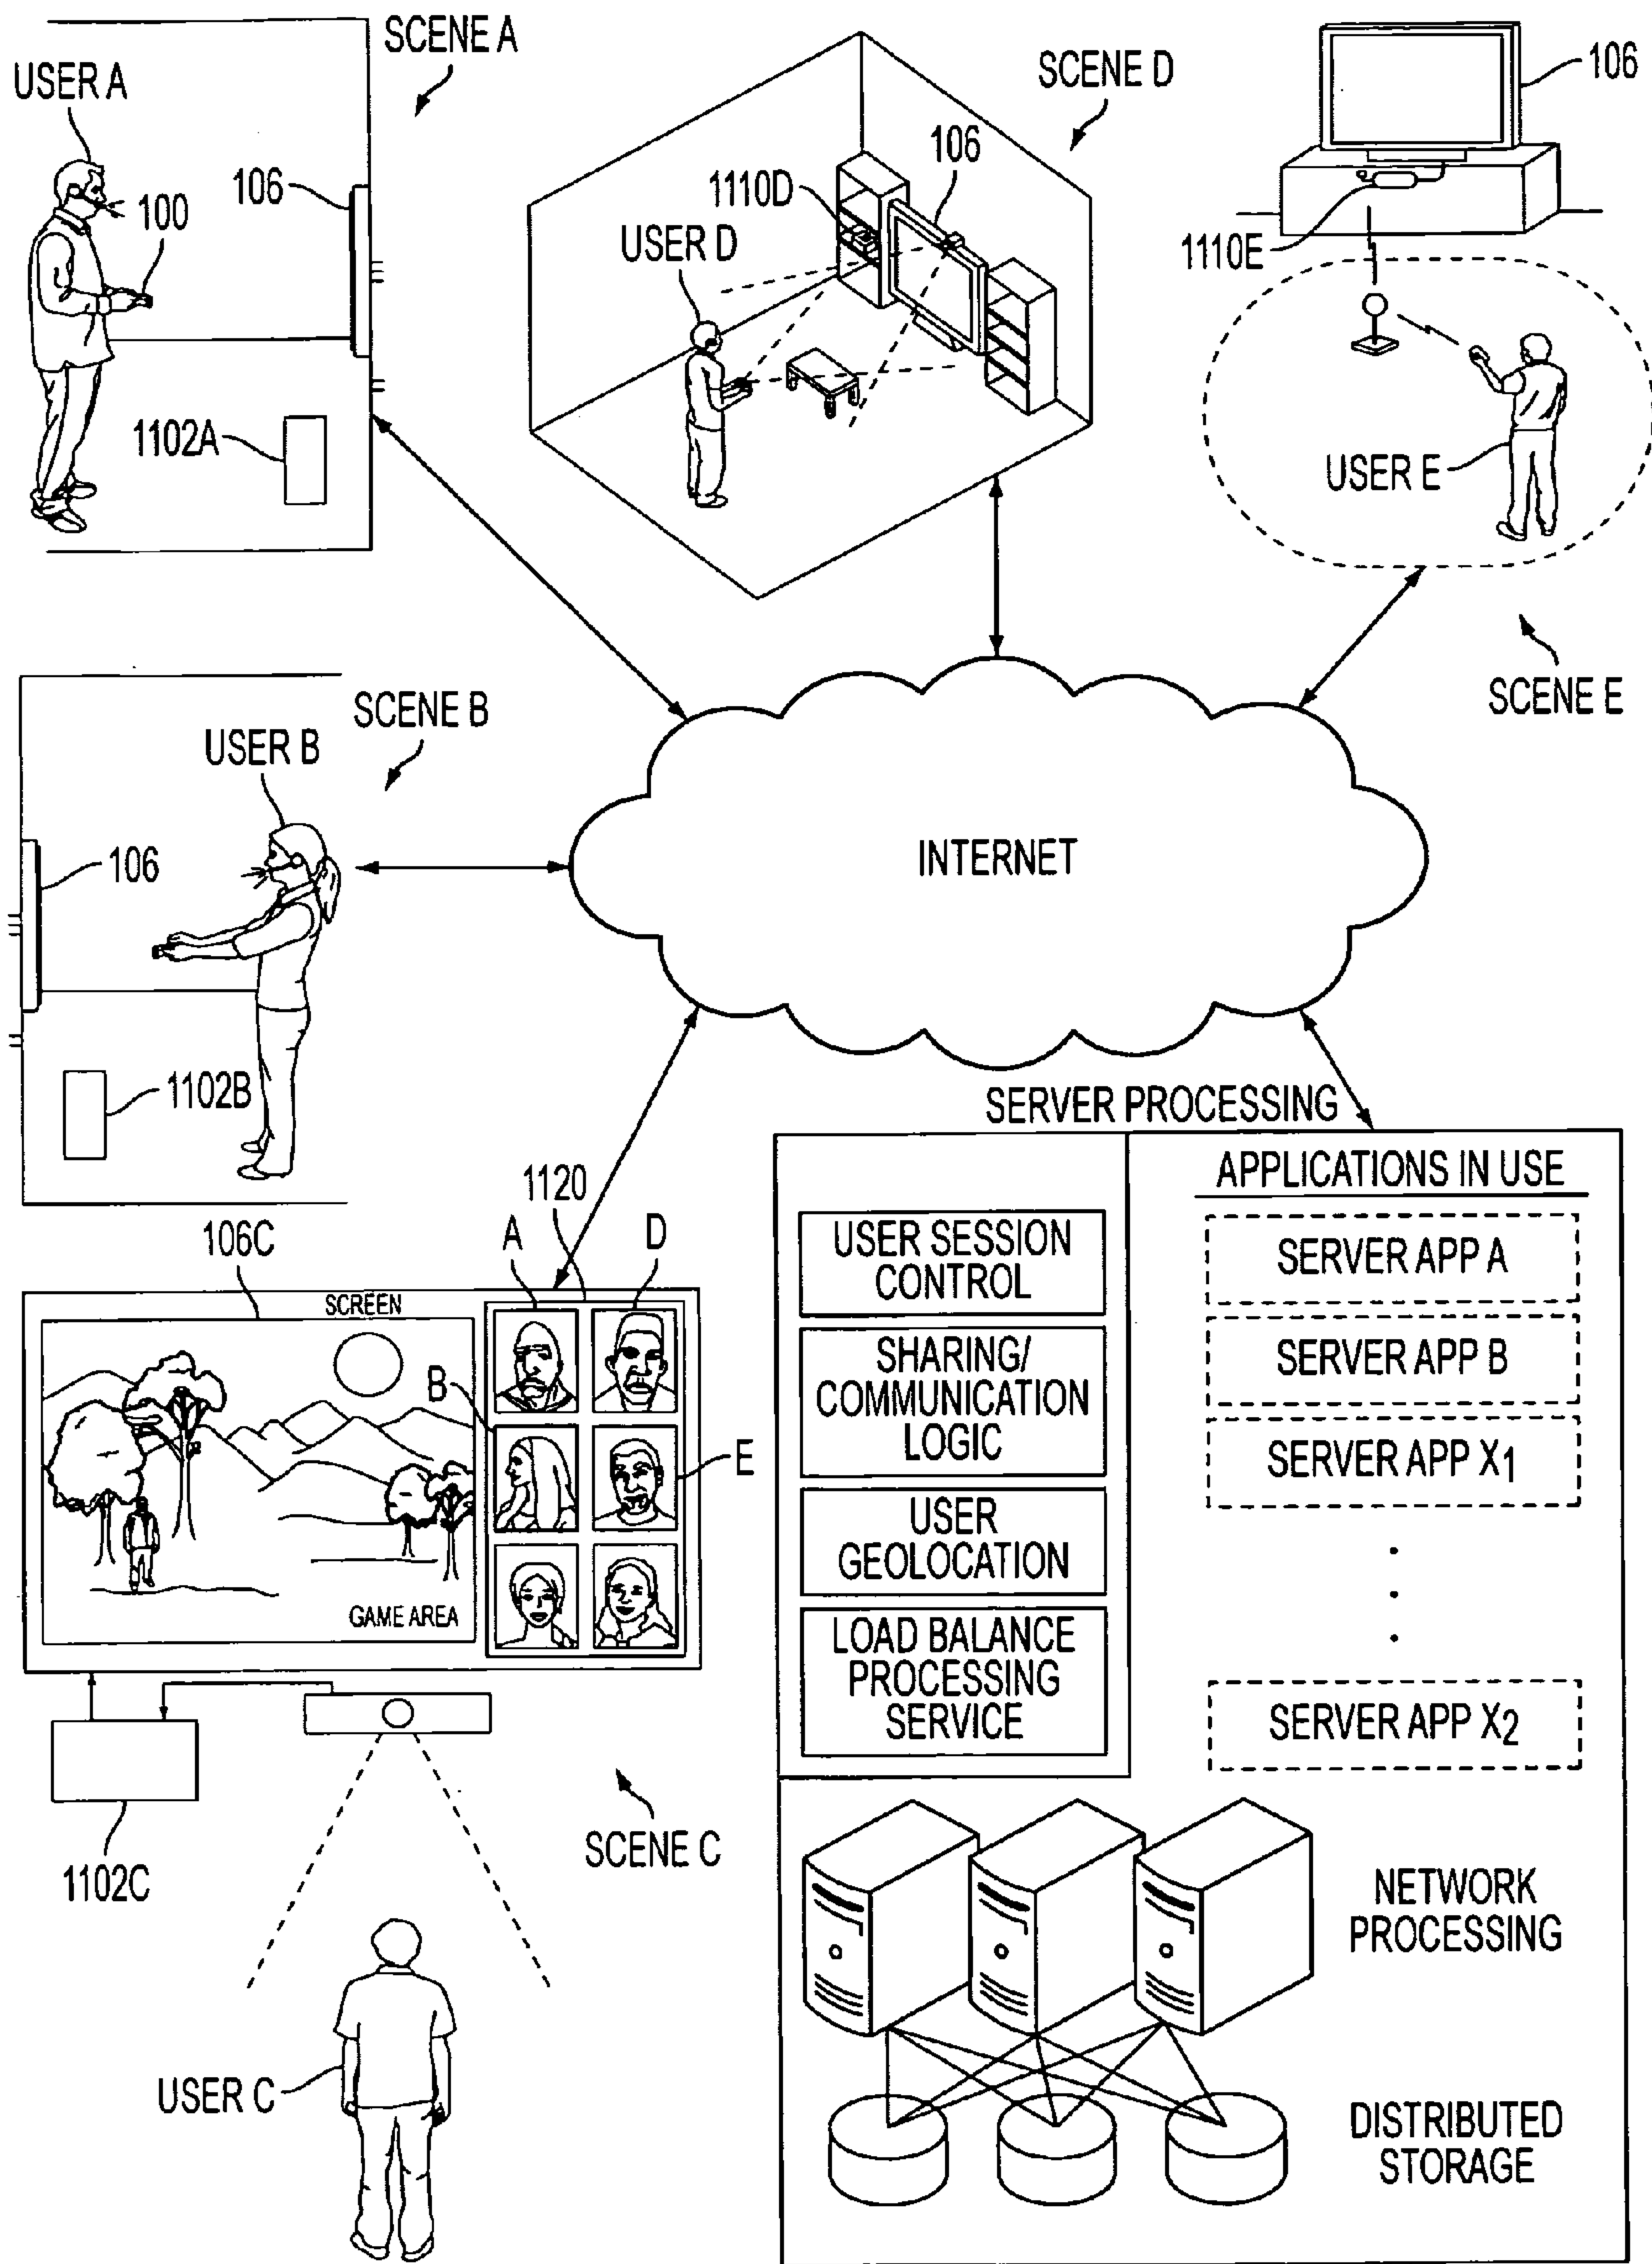 SCENE A
USER A
106
100
1102A
SCENE D
106
1110D
USER D
106
1110E
USER E
SCENE E
SCENE B
USER B
106
1102B
INTERNET
SERVER PROCESSING
1120
106C
A
D
SCREEN
B
E
GAME AREA
1102C
SCENE C
USER C
USER SESSION
CONTROL
SHARING/
COMMUNICATION
LOGIC
USER
GEOLOCATION
LOAD BALANCE
PROCESSING
SERVICE
APPLICATIONS IN USE
SERVER APP A
SERVER APP B
SERVER APP X1
SERVER APP X2
NETWORK
PROCESSING
DISTRIBUTED
STORAGE